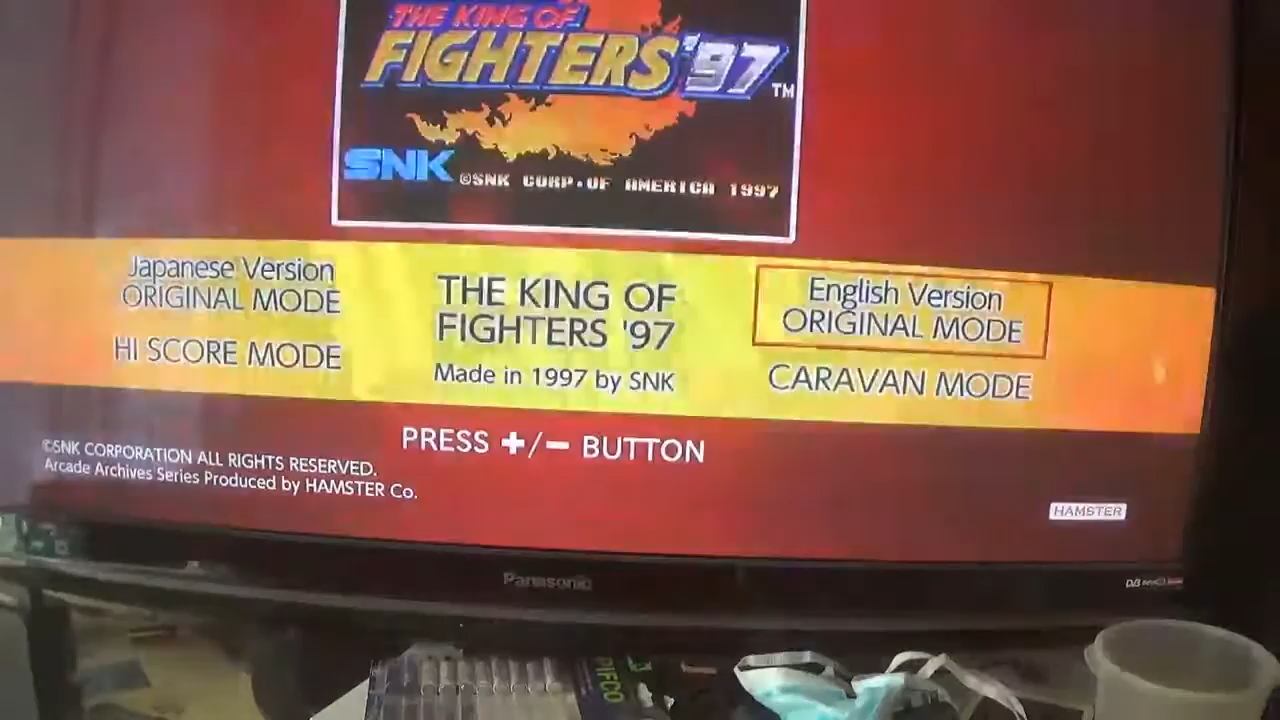 THE KING OF
FIGHTERS '97
TM
SNK
©SNK CORP. OF AMERICA 1997
Japanese Version
ORIGINAL MODE
HI SCORE MODE
THE KING OF
FIGHTERS '97
Made in 1997 by SNK
English Version
ORIGINAL MODE
CARAVAN MODE
PRESS +/- BUTTON
©SNK CORPORATION ALL RIGHTS RESERVED.
Arcade Archives Series Produced by HAMSTER Co.
HAMSTER
Panasonic
PIFCO